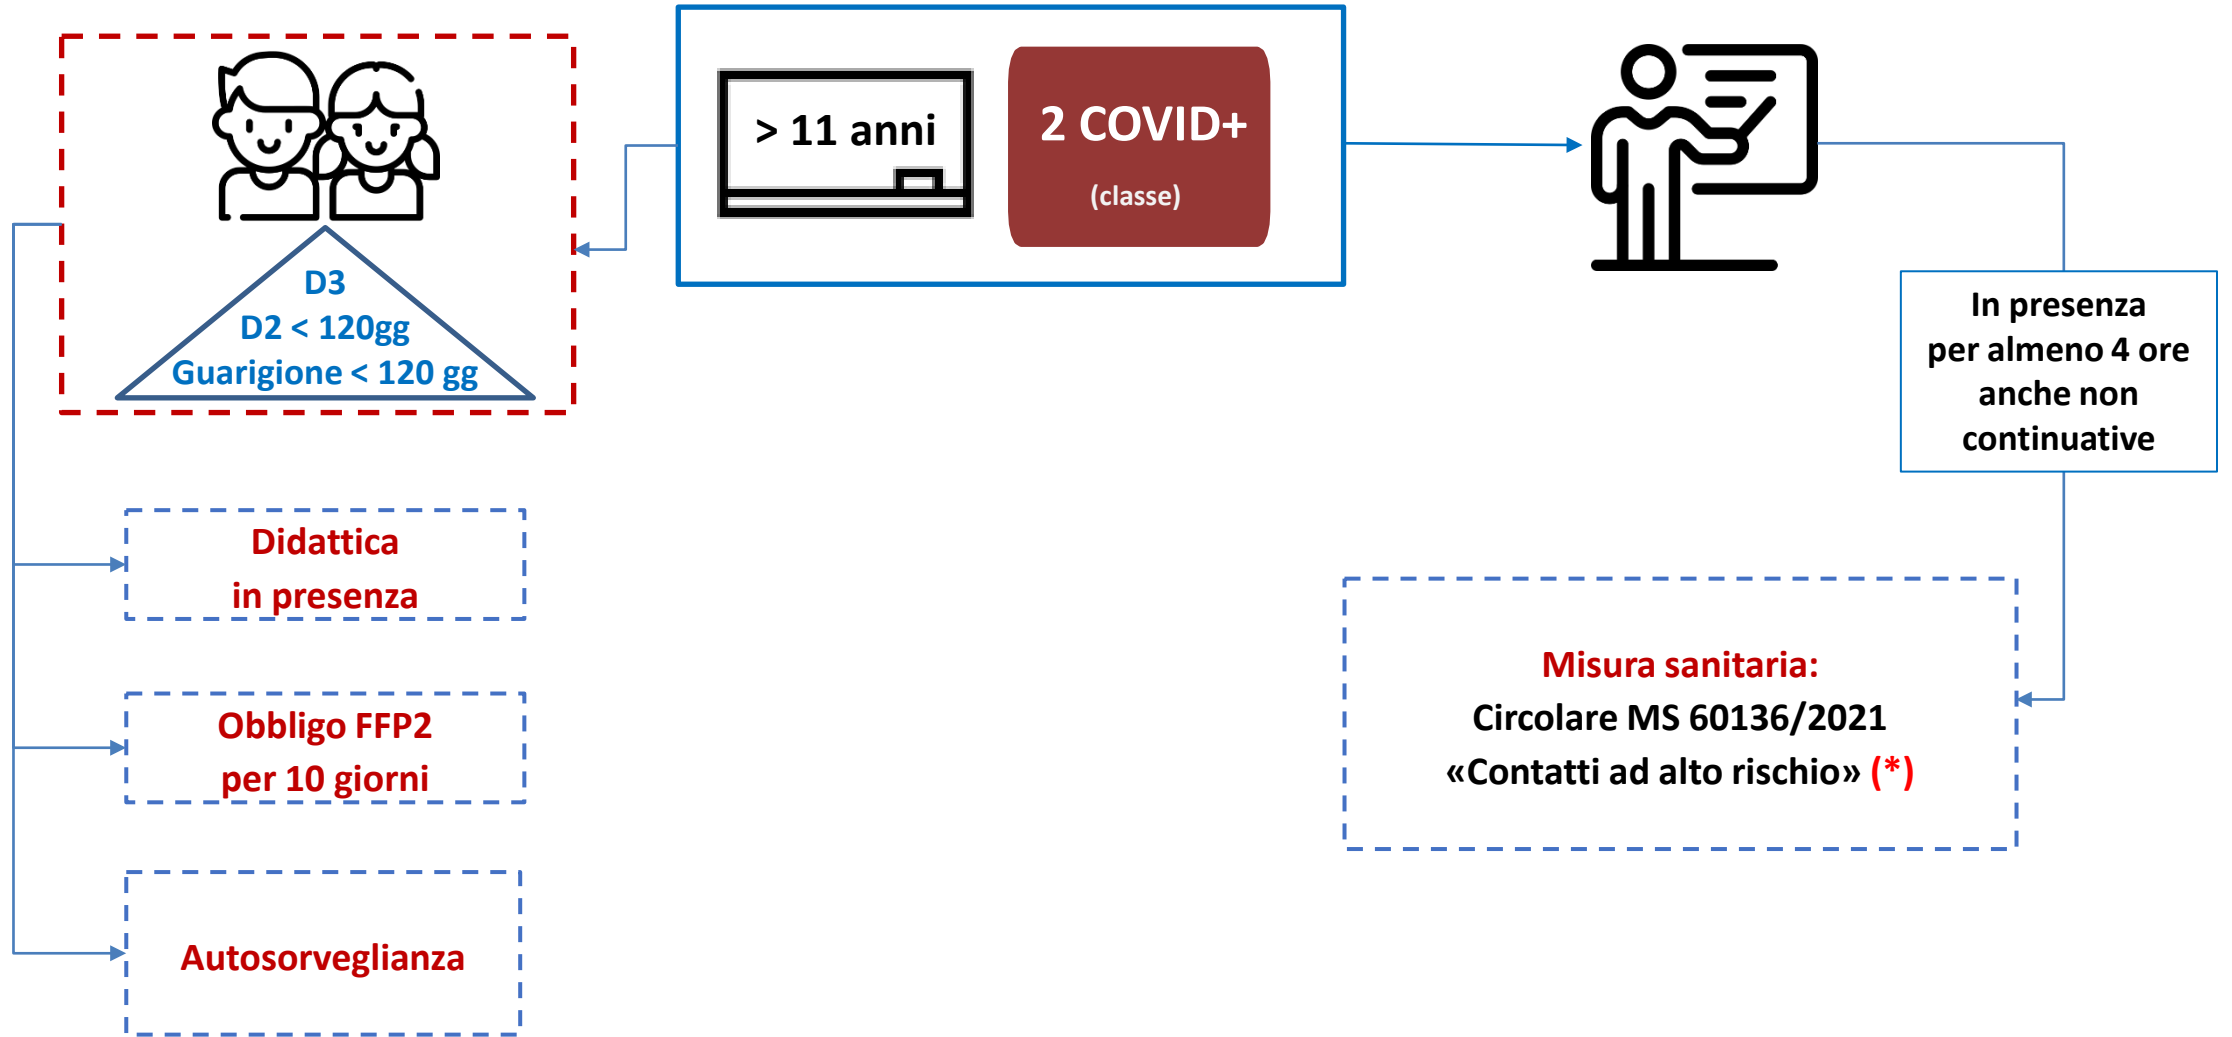 > 11 anni
2 COVID+
(classe)
D3
D2 < 120gg
Guarigione < 120 gg
In presenza
per almeno 4 ore
anche non
continuative
Didattica
in presenza
Obbligo FFP2
per 10 giorni
Autosorveglianza
Misura sanitaria:
Circolare MS 60136/2021
«Contatti ad alto rischio» (*)